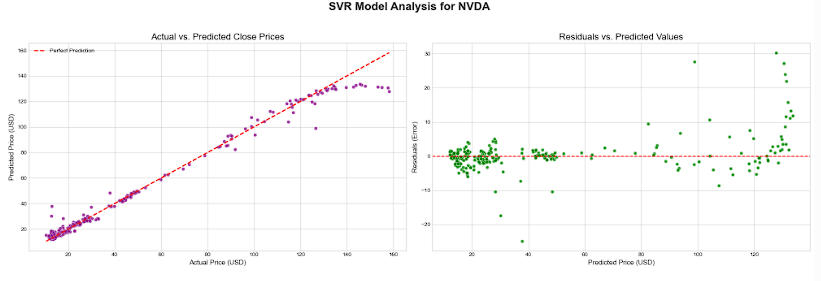 SVR Model Analysis for NVDA
Actual vs. Predicted Close Prices
Perfect Prediction
160
140
120
100
80
60
40
20
20 40 60 80 100 120 140 160
Predicted Price (USD)
Actual Price (USD)
Residuals vs. Predicted Values
30
20
10
0
−10
−20
20 40 60 80 100 120
Residuals (Error)
Predicted Price (USD)